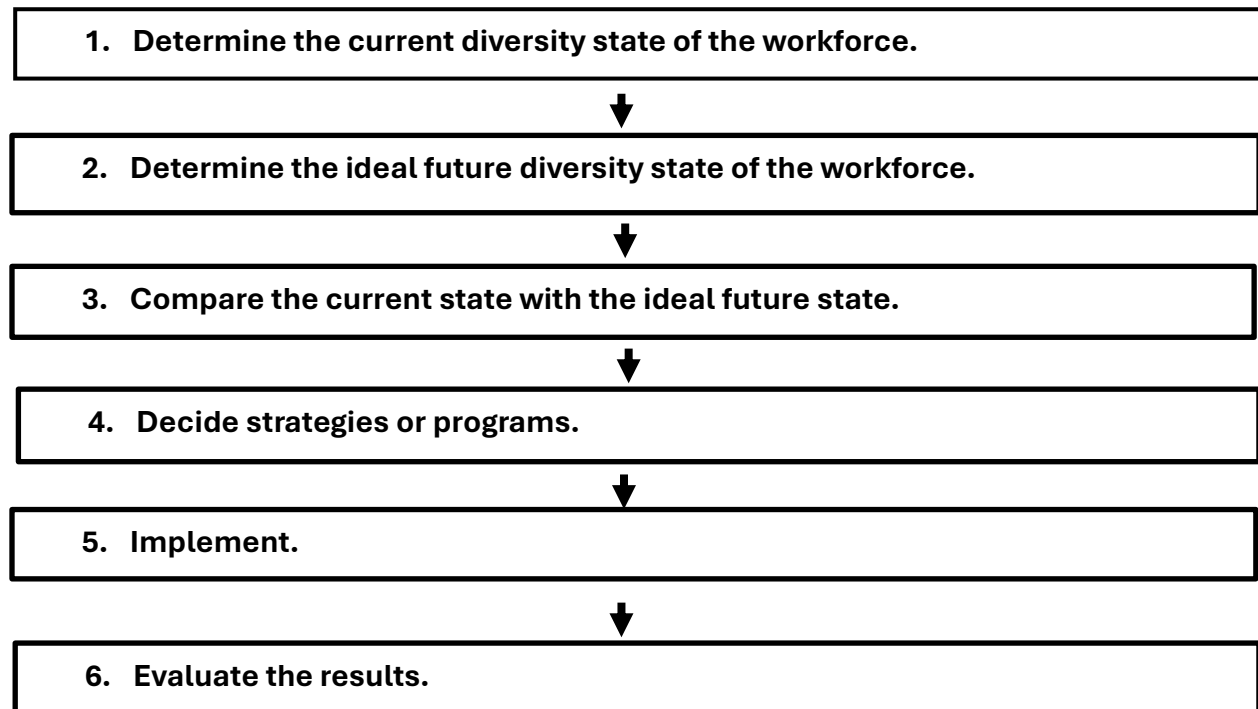 1. Determine the current diversity state of the workforce.
2. Determine the ideal future diversity state of the workforce.
3. Compare the current state with the ideal future state.
4. Decide strategies or programs.
5. Implement.
6. Evaluate the results.